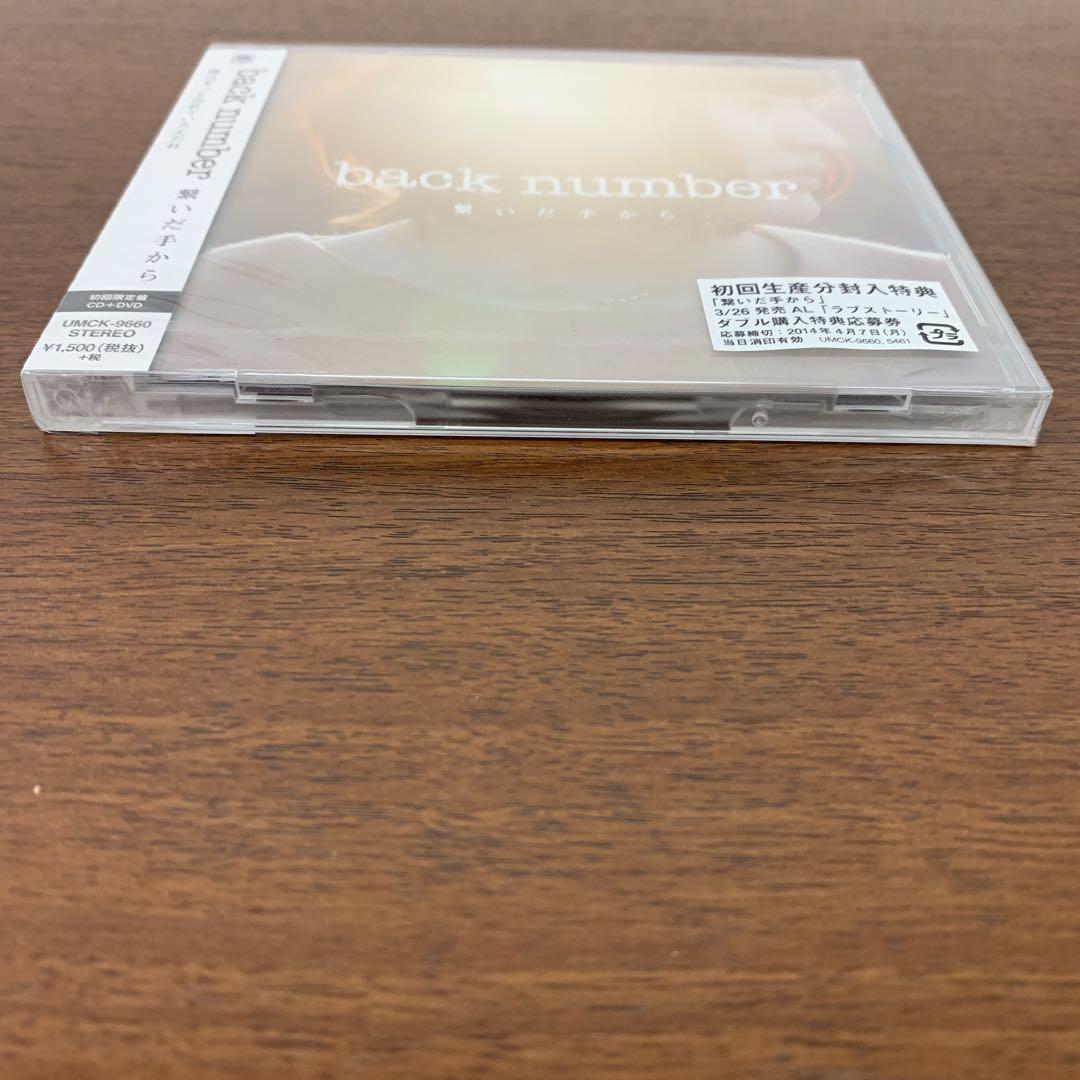 back number 繋いだ手から
初回限定盤
CD+DVD
UMCK-9660
STEREO
¥1,500(税抜)
+税
back number
繋いだ手から
初回生産分封入特典
「繋いだ手から」
3/26 発売 AL「ラブストーリー」
ダブル購入特典応募券
応募締切:2014年4月7日(月)
当日消印有効 UMCK-9660, 5461
プラ